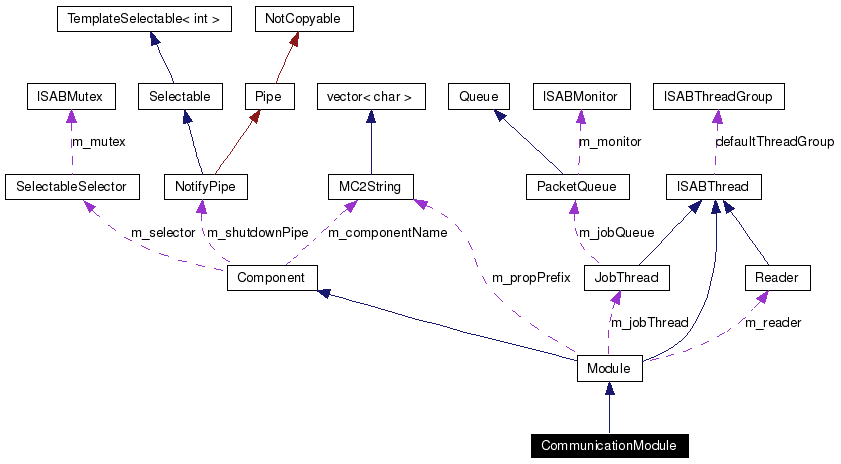 TemplateSelectable< int >
NotCopyable
ISABMutex
Selectable
Pipe
vector< char >
Queue
ISABMonitor
ISABThreadGroup
m_mutex
m_monitor
defaultThreadGroup
SelectableSelector
NotifyPipe
MC2String
PacketQueue
ISABThread
m_selector
m_shutdownPipe
m_componentName
m_jobQueue
Component
m_propPrefix
JobThread
Reader
m_jobThread
m_reader
Module
CommunicationModule